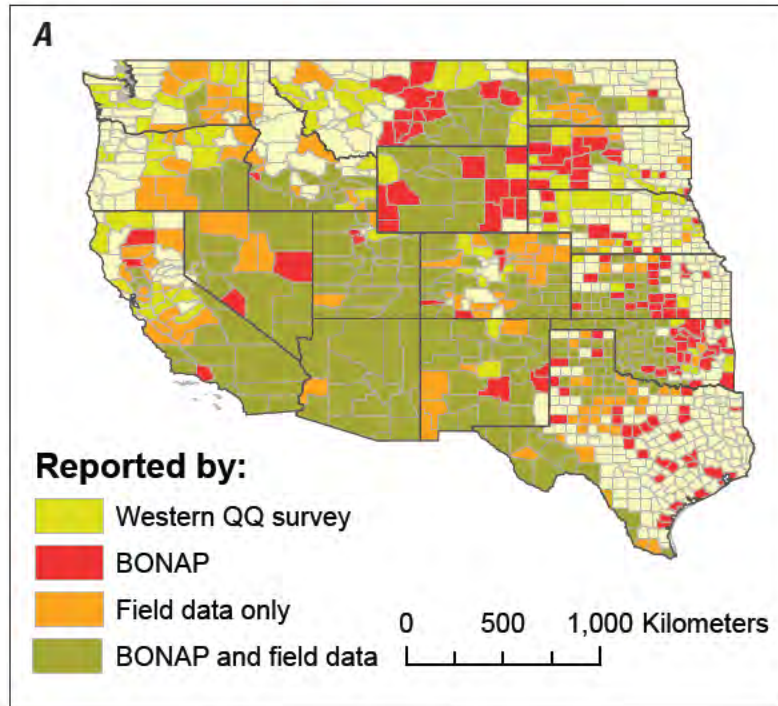 A
Reported by:
Western QQ survey
BONAP
Field data only
BONAP and field data
0 500 1,000 Kilometers